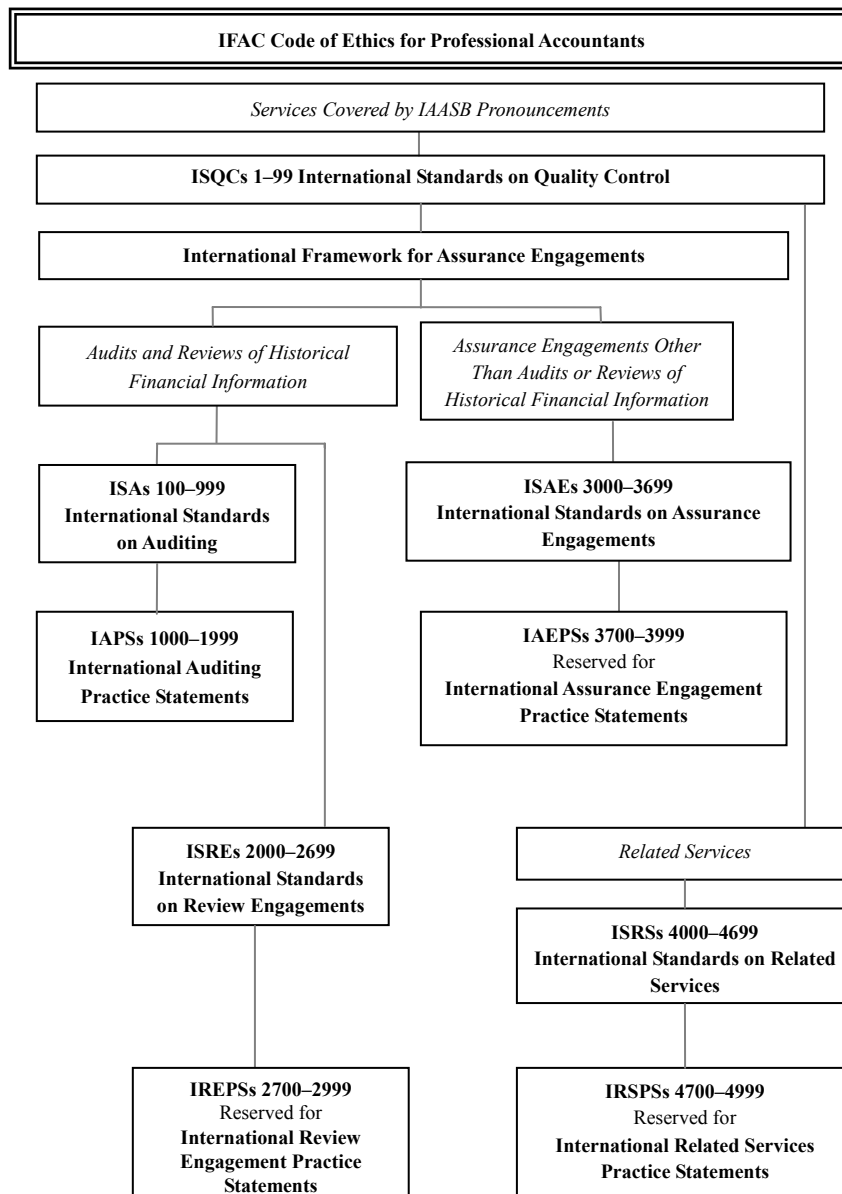 IFAC Code of Ethics for Professional Accountants
Services Covered by IAASB Pronouncements
ISQCs 1–99 International Standards on Quality Control
International Framework for Assurance Engagements
Audits and Reviews of Historical
Financial Information
Assurance Engagements Other
Than Audits or Reviews of
Historical Financial Information
ISAs 100–999
International Standards
on Auditing
ISAEs 3000–3699
International Standards on Assurance
Engagements
IAPSs 1000–1999
International Auditing
Practice Statements
IAEPSs 3700–3999
Reserved for
International Assurance Engagement
Practice Statements
ISREs 2000–2699
International Standards
on Review Engagements
Related Services
ISRSs 4000–4699
International Standards on Related
Services
IREPSs 2700–2999
Reserved for
International Review
Engagement Practice
Statements
IRSPSs 4700–4999
Reserved for
International Related Services
Practice Statements